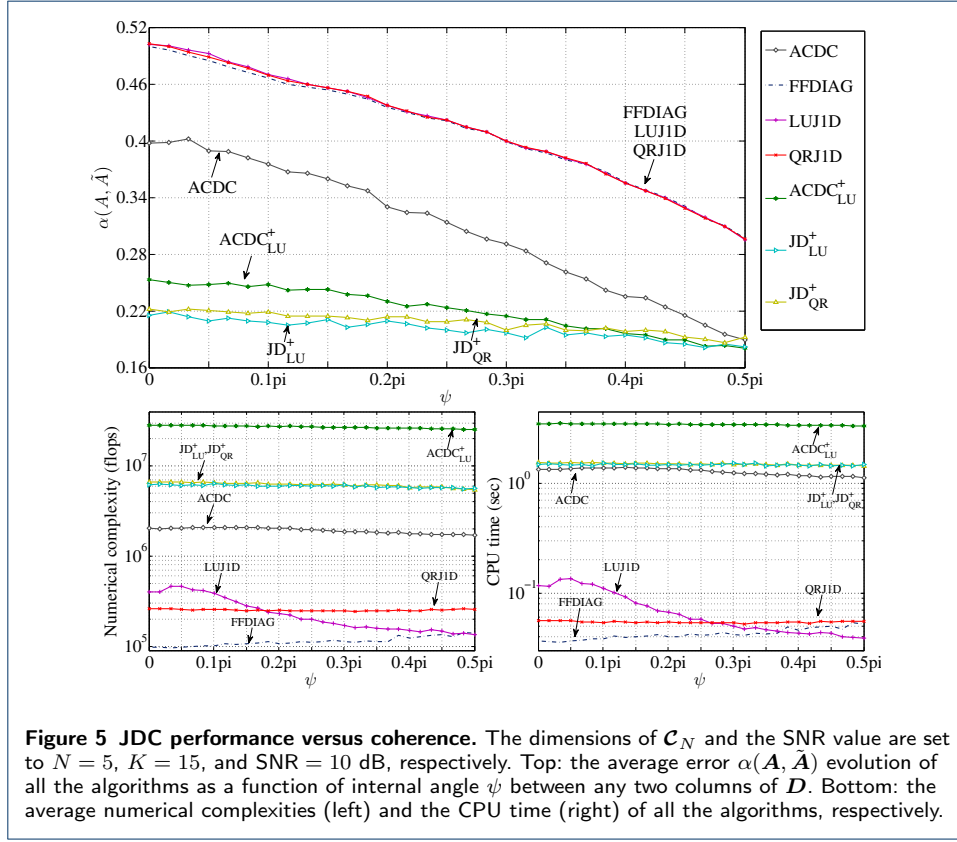 0.52
0.46
0.4
0.34
0.28
0.22
0.16
α(A, Ã)
0
0.1pi
0.2pi
0.3pi
0.4pi
0.5pi
ψ
ACDC
ACDC⁺LU
JD⁺LU
JD⁺QR
FFDIAG
LUJ1D
QRJ1D
ACDC
FFDIAG
LUJ1D
QRJ1D
ACDC⁺LU
JD⁺LU
JD⁺QR
Numerical complexity (flops)
10⁷
10⁶
10⁵
0
0.1pi
0.2pi
0.3pi
0.4pi
0.5pi
ψ
ACDC⁺LU
JD⁺LU,JD⁺QR
ACDC
LUJ1D
QRJ1D
FFDIAG
CPU time (sec)
10⁰
10⁻¹
0
0.1pi
0.2pi
0.3pi
0.4pi
0.5pi
ψ
ACDC⁺LU
ACDC
JD⁺LU,JD⁺QR
LUJ1D
QRJ1D
FFDIAG
Figure 5 JDC performance versus coherence. The dimensions of 𝓒N and the SNR value are set
to N = 5, K = 15, and SNR = 10 dB, respectively. Top: the average error α(A, Ã) evolution of
all the algorithms as a function of internal angle ψ between any two columns of D. Bottom: the
average numerical complexities (left) and the CPU time (right) of all the algorithms, respectively.